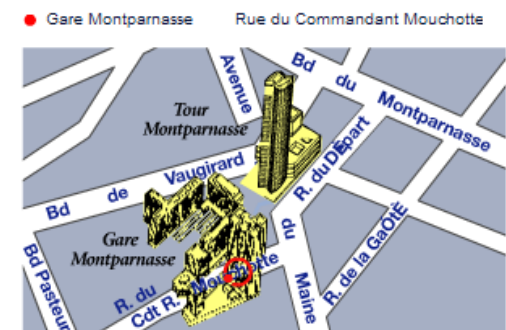 Gare Montparnasse Rue du Commandant Mouchotte
Bd du Montparnasse
Avenue
Tour
Montparnasse
R. du DÉpart
Bd de Vaugirard
Gare
Montparnasse
Bd Pasteur
R. du
Cdt R. Mouchotte
du Maine
R. de la GaOtÉ